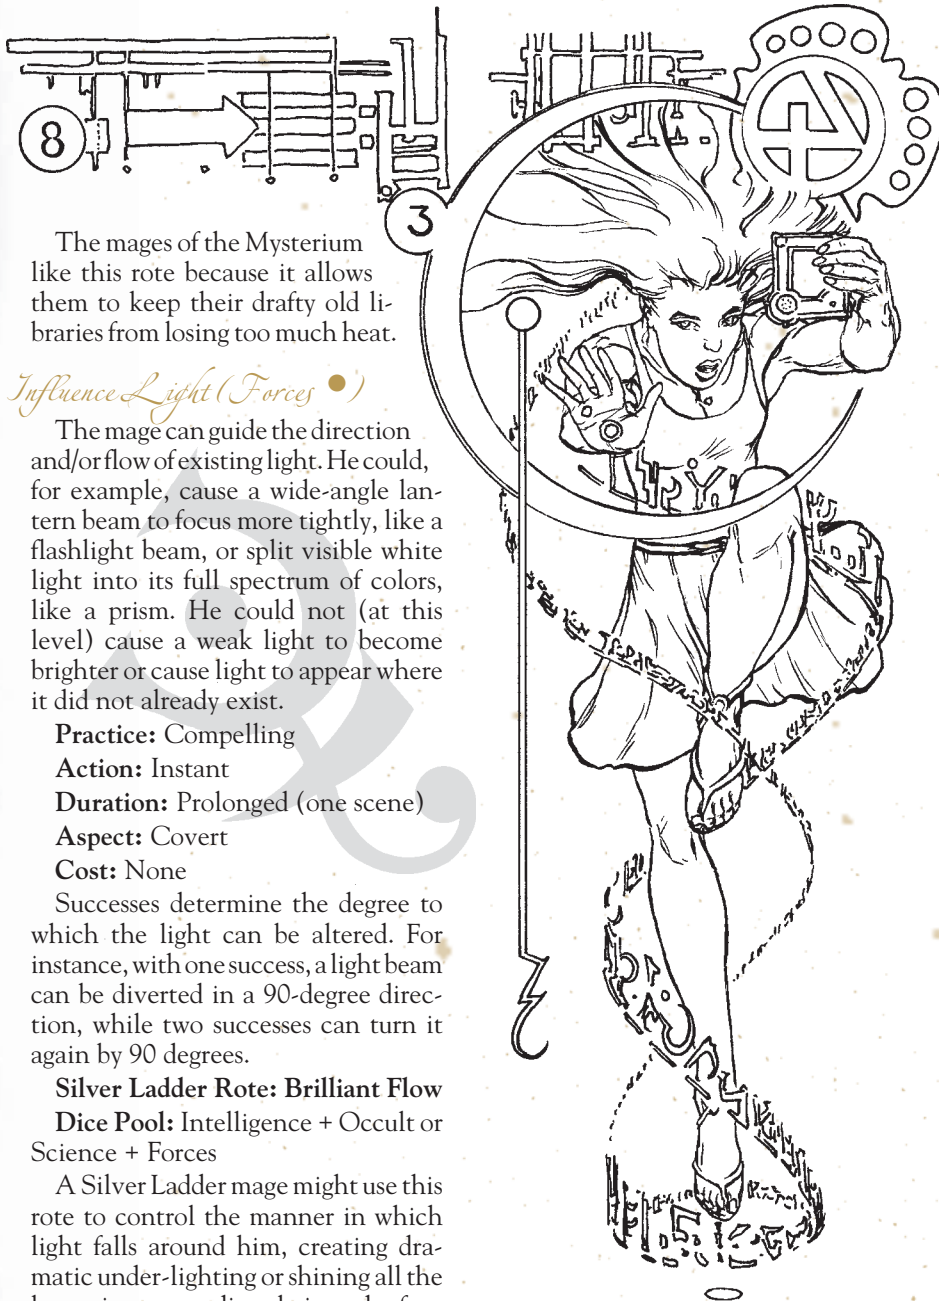 8
3
The mages of the Mysterium
like this rote because it allows
them to keep their drafty old li-
braries from losing too much heat.
Influence Light (Forces •)
The mage can guide the direction
and/or flow of existing light. He could,
for example, cause a wide-angle lan-
tern beam to focus more tightly, like a
flashlight beam, or split visible white
light into its full spectrum of colors,
like a prism. He could not (at this
level) cause a weak light to become
brighter or cause light to appear where
it did not already exist.
Practice: Compelling
Action: Instant
Duration: Prolonged (one scene)
Aspect: Covert
Cost: None
Successes determine the degree to
which the light can be altered. For
instance, with one success, a light beam
can be diverted in a 90-degree direc-
tion, while two successes can turn it
again by 90 degrees.
Silver Ladder Rote: Brilliant Flow
Dice Pool: Intelligence + Occult or
Science + Forces
A Silver Ladder mage might use this
rote to control the manner in which
light falls around him, creating dra-
matic under-lighting or shining all the